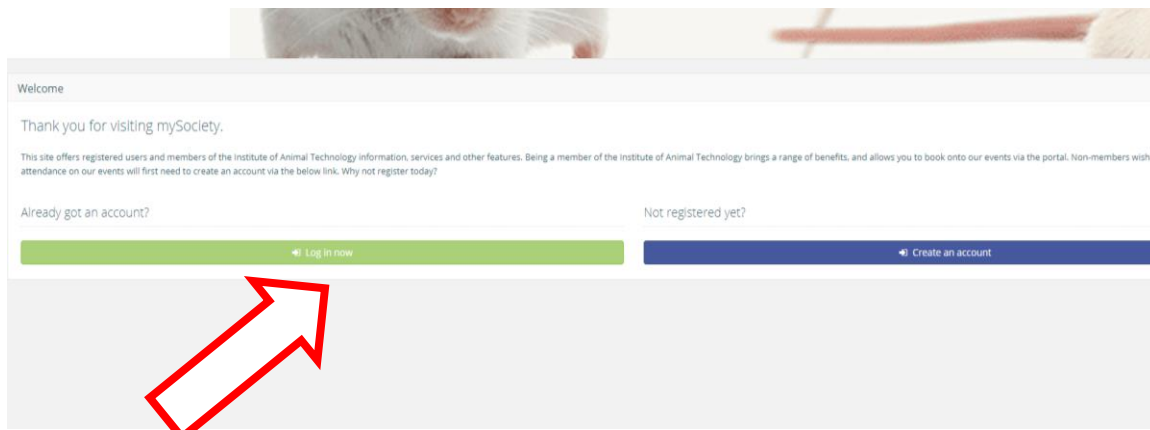 Welcome
Thank you for visiting mySociety.
This site offers registered users and members of the Institute of Animal Technology information, services and other features. Being a member of the Institute of Animal Technology brings a range of benefits, and allows you to book onto our events via the portal. Non-members wish
attendance on our events will first need to create an account via the below link. Why not register today?
Already got an account?
Log in now
Not registered yet?
Create an account